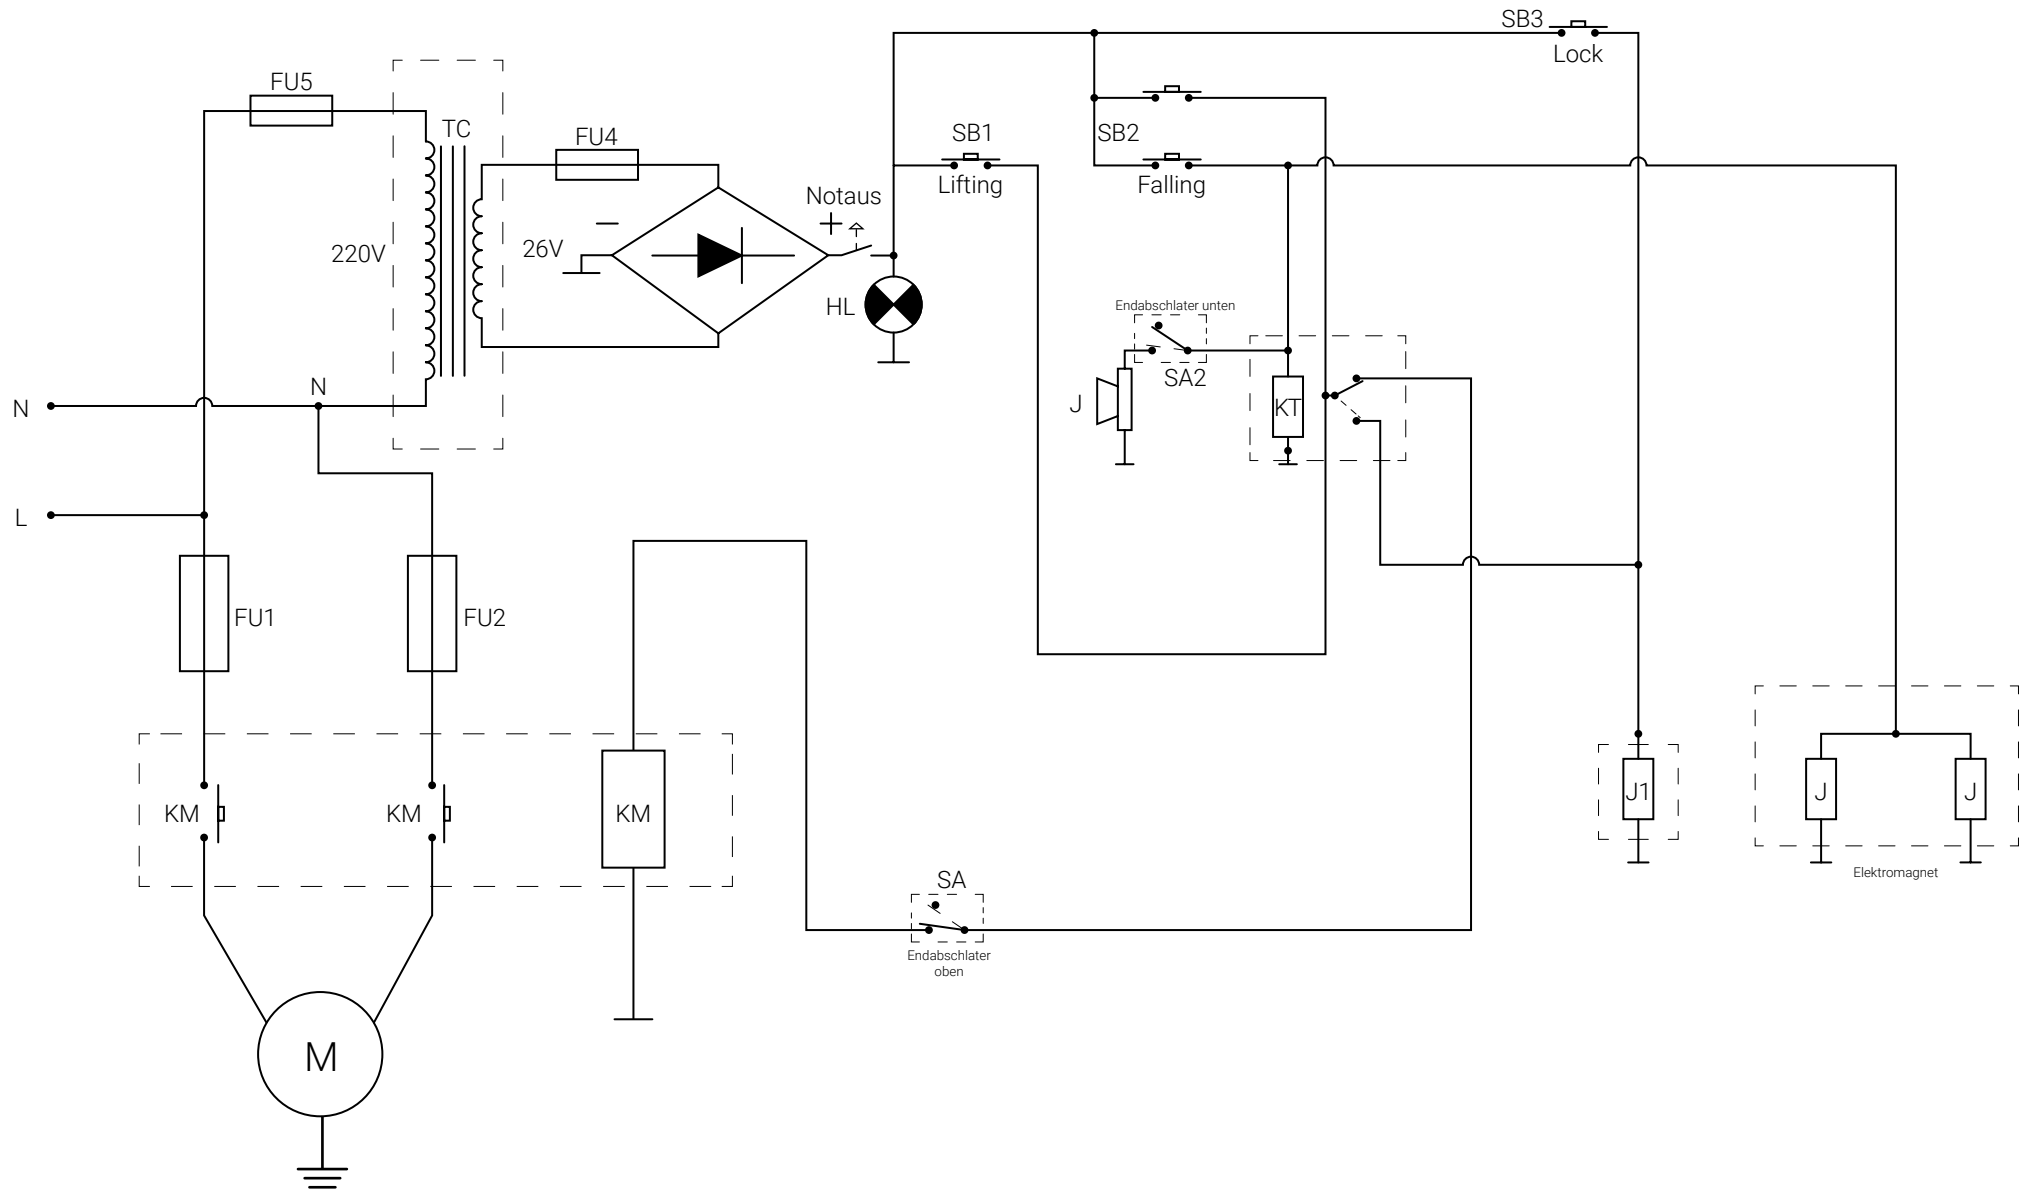 SB3
Lock
FU5
TC
FU4
SB1
SB2
Lifting
Falling
Notaus
+
−
220V
26V
HL
Endabschlater unten
SA2
N
N
J
KT
L
FU1
FU2
KM
KM
KM
J1
J
J
SA
Elektromagnet
Endabschlater
oben
M